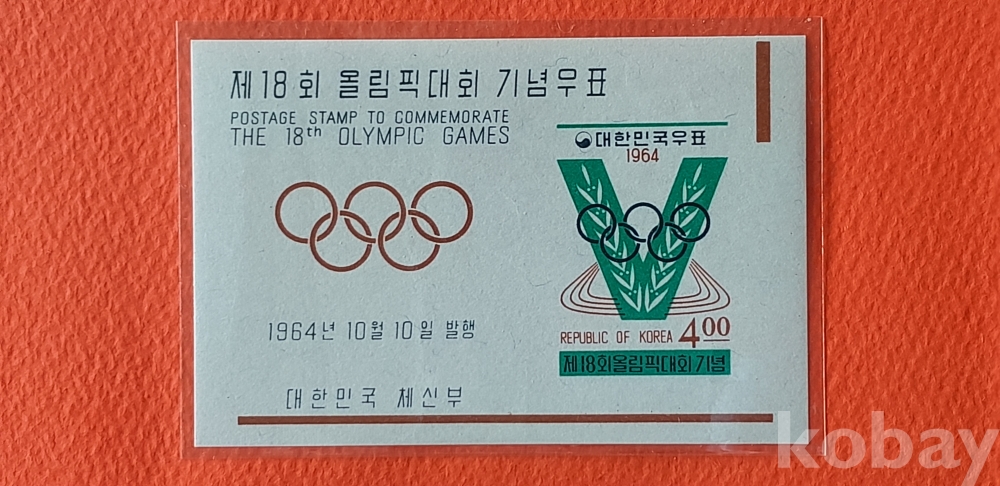 제18회 올림픽대회 기념우표
POSTAGE STAMP TO COMMEMORATE
THE 18th OLYMPIC GAMES
1964년 10월 10일 발행
대한민국 체신부
대한민국우표
1964
REPUBLIC OF KOREA 4.00
제18회올림픽대회기념
kobay